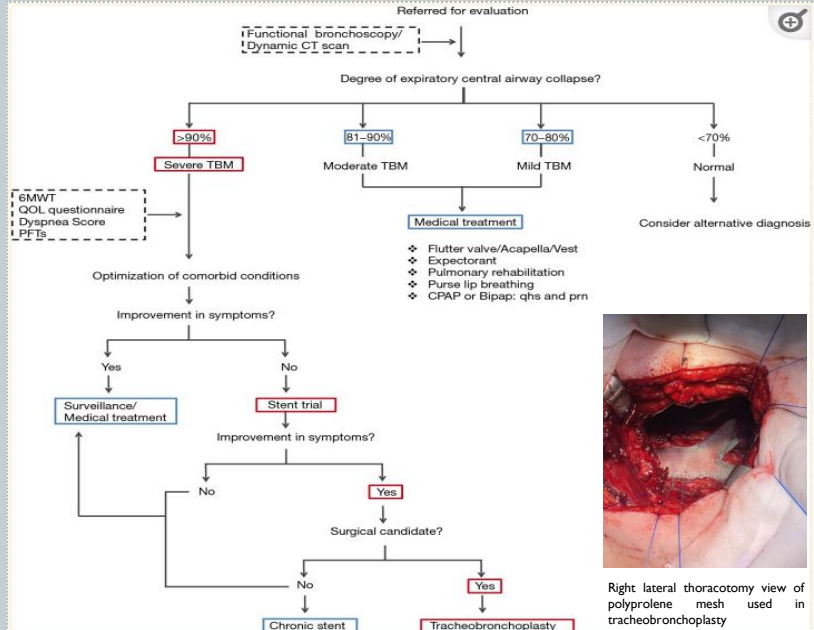 Referred for evaluation
Functional bronchoscopy/
Dynamic CT scan
Degree of expiratory central airway collapse?
>90%
81–90%
70–80%
<70%
Severe TBM
Moderate TBM
Mild TBM
Normal
6MWT
QOL questionnaire
Dyspnea Score
PFTs
Medical treatment
Consider alternative diagnosis
❖ Flutter valve/Acapella/Vest
❖ Expectorant
❖ Pulmonary rehabilitation
❖ Purse lip breathing
❖ CPAP or Bipap: qhs and prn
Optimization of comorbid conditions
Improvement in symptoms?
Yes
No
Surveillance/
Medical treatment
Stent trial
Improvement in symptoms?
No
Yes
Surgical candidate?
No
Yes
Chronic stent
Tracheobronchoplasty
Right lateral thoracotomy view of
polyprolene mesh used in
tracheobronchoplasty